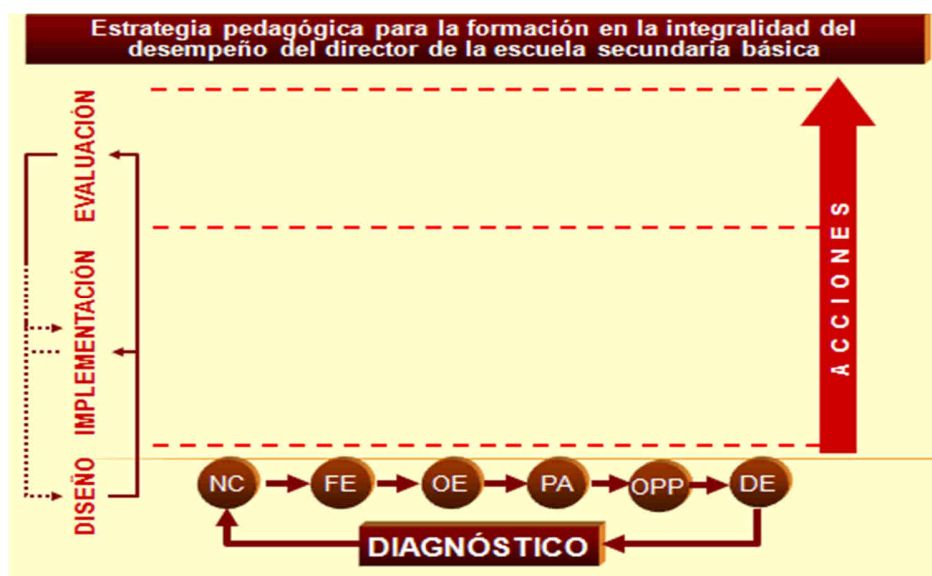 Estrategia pedagógica para la formación en la integralidad del
desempeño del director de la escuela secundaria básica
EVALUACIÓN
IMPLEMENTACIÓN
DISEÑO
ACCIONES
NC
FE
OE
PA
OPP
DE
DIAGNÓSTICO